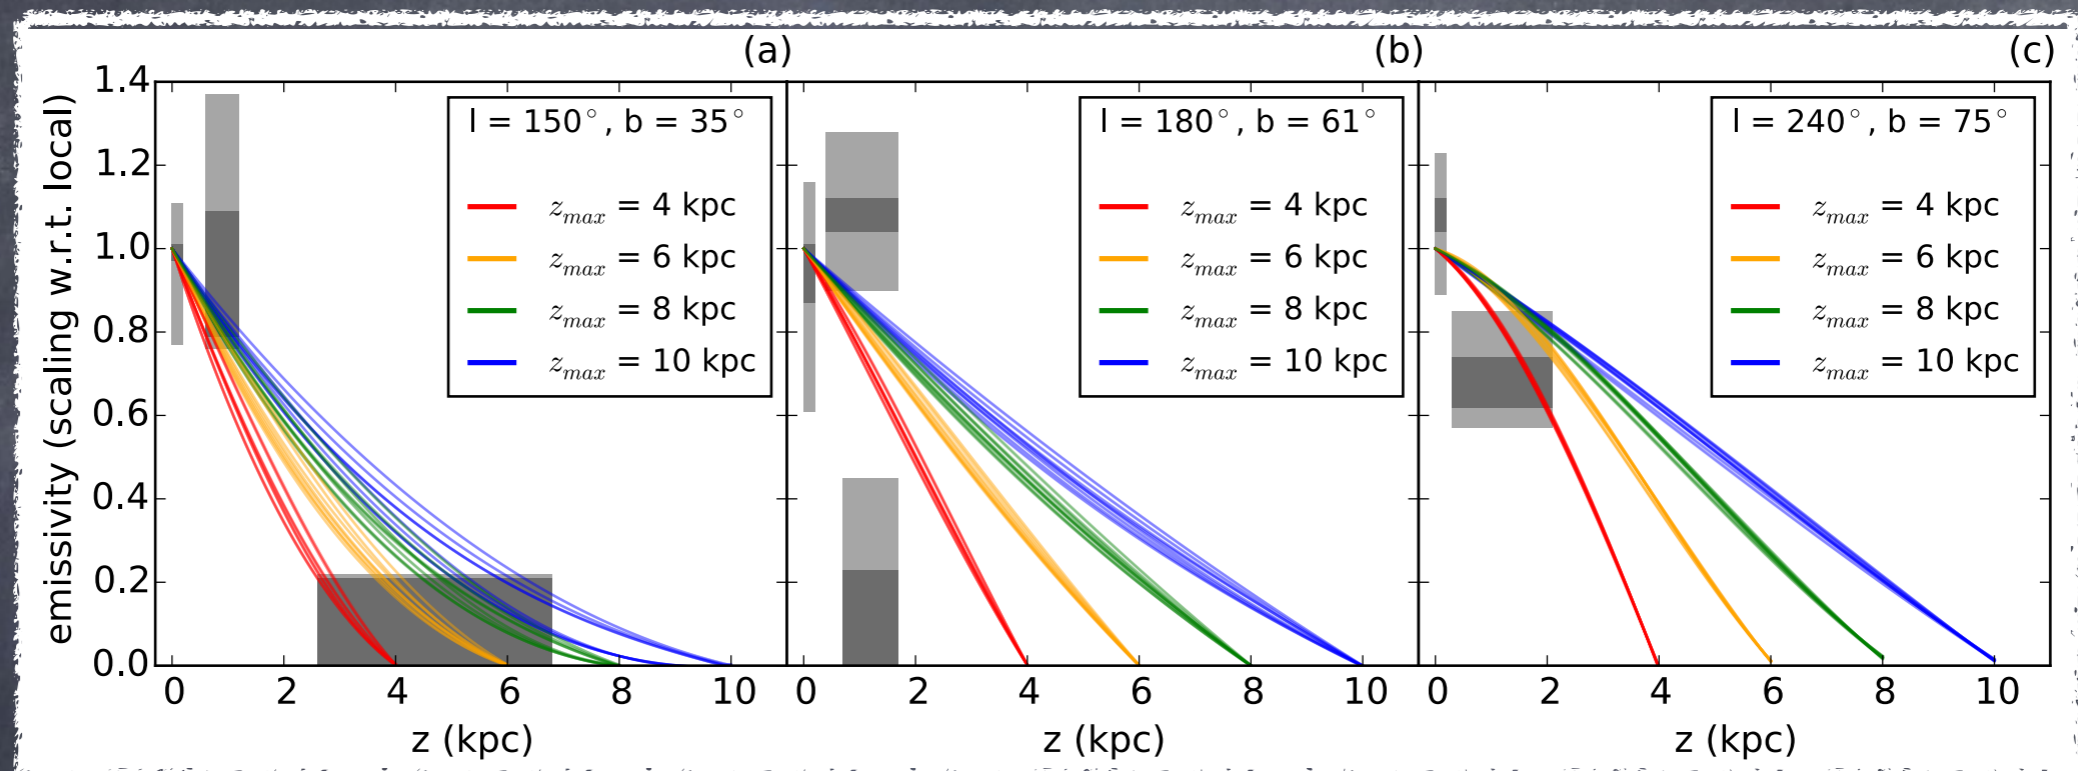 (a)
(b)
(c)
emissivity (scaling w.r.t. local)
1.4
1.2
1.0
0.8
0.6
0.4
0.2
0.0
l = 150°, b = 35°
z_max = 4 kpc
z_max = 6 kpc
z_max = 8 kpc
z_max = 10 kpc
0 2 4 6 8 10
z (kpc)
l = 180°, b = 61°
z_max = 4 kpc
z_max = 6 kpc
z_max = 8 kpc
z_max = 10 kpc
0 2 4 6 8 10
z (kpc)
l = 240°, b = 75°
z_max = 4 kpc
z_max = 6 kpc
z_max = 8 kpc
z_max = 10 kpc
0 2 4 6 8 10
z (kpc)